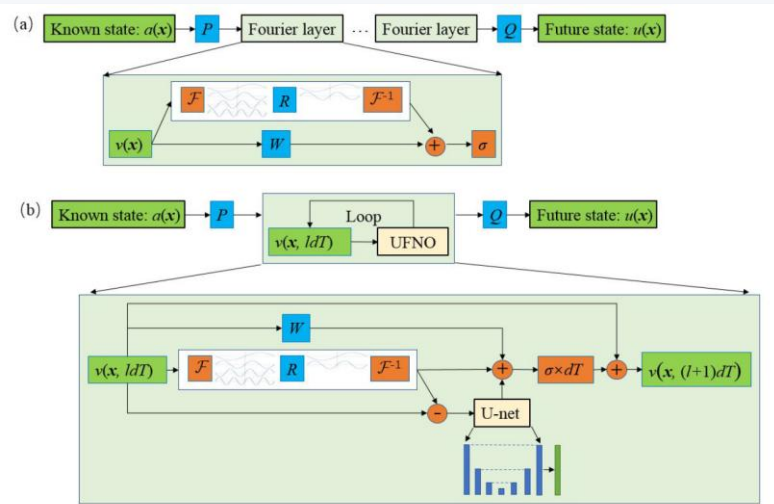 (a)
Known state: a(x) P Fourier layer ... Fourier layer Q Future state: u(x)
ℱ R ℱ⁻¹
v(x) W + σ
(b)
Known state: a(x) P Loop Q Future state: u(x)
v(x, ldT) UFNO
W
v(x, ldT) ℱ R ℱ⁻¹ + σ×dT + v(x, (l+1)dT)
- U-net